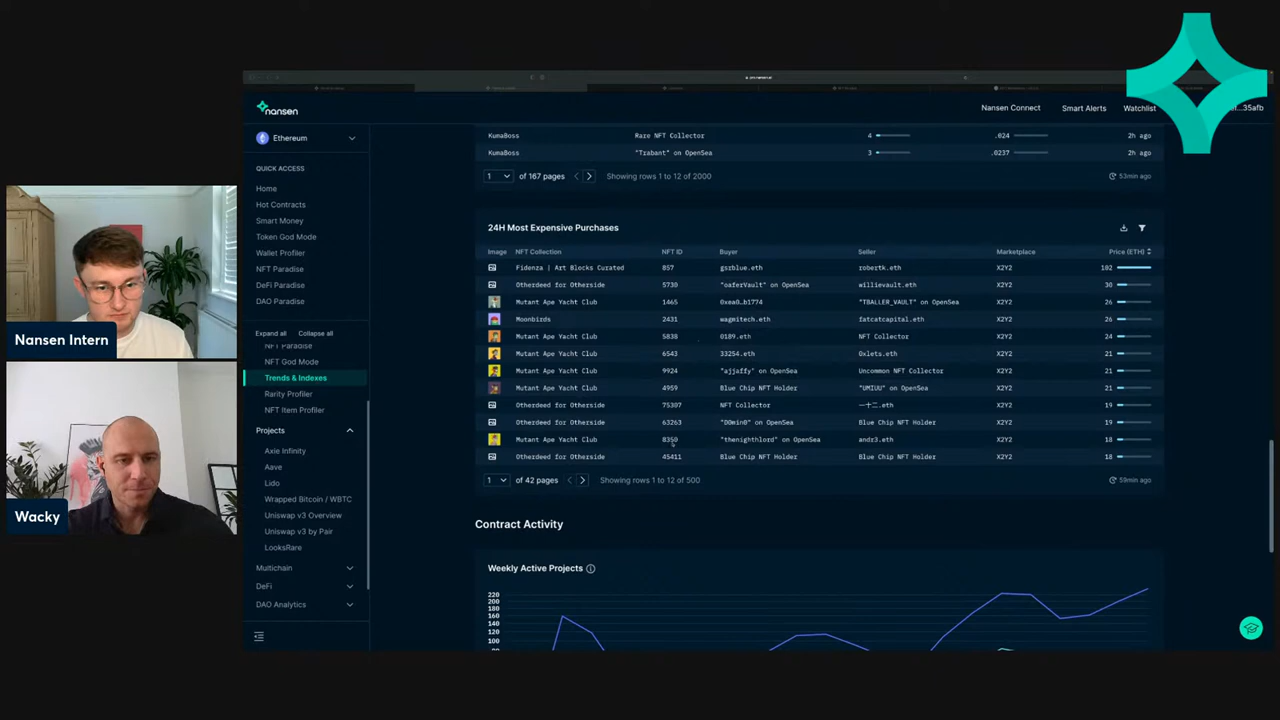 nansen
Nansen Connect Smart Alerts Watchlist ...35afb
Ethereum
QUICK ACCESS
Home
Hot Contracts
Smart Money
Token God Mode
Wallet Profiler
NFT Paradise
DeFi Paradise
DAO Paradise
Expand all Collapse all
NFT Paradise
NFT God Mode
Trends & Indexes
Rarity Profiler
NFT Item Profiler
Projects
Axie Infinity
Aave
Lido
Wrapped Bitcoin / WBTC
Uniswap v3 Overview
Uniswap v3 by Pair
LooksRare
Multichain
DeFi
DAO Analytics
Nansen Intern
Wacky
KumaBoss Rare NFT Collector 4 .024 2h ago
KumaBoss "Trabant" on OpenSea 3 .0237 2h ago
1 of 167 pages Showing rows 1 to 12 of 2000 53min ago
24H Most Expensive Purchases
Image NFT Collection NFT ID Buyer Seller Marketplace Price (ETH)
Fidenza | Art Blocks Curated 857 gsrblue.eth robertk.eth X2Y2 102
Otherdeed for Otherside 5730 "oaferVault" on OpenSea willievault.eth X2Y2 30
Mutant Ape Yacht Club 1465 "TBALLER_VAULT" on OpenSea X2Y2 26
Moonbirds 2431 wagmitech.eth fatcatcapital.eth X2Y2 26
Mutant Ape Yacht Club 5838 0189.eth NFT Collector X2Y2 24
Mutant Ape Yacht Club 6543 33254.eth 0xlets.eth X2Y2 21
Mutant Ape Yacht Club 9924 "ajjaffy" on OpenSea Uncommon NFT Collector X2Y2 21
Mutant Ape Yacht Club 4959 Blue Chip NFT Holder "UMIUU" on OpenSea X2Y2 21
Otherdeed for Otherside 75307 NFT Collector 一十二.eth X2Y2 19
Otherdeed for Otherside 63263 "D0min0" on OpenSea Blue Chip NFT Holder X2Y2 19
Mutant Ape Yacht Club 8350 "thenighthlord" on OpenSea andr3.eth X2Y2 18
Otherdeed for Otherside 45411 Blue Chip NFT Holder Blue Chip NFT Holder X2Y2 18
1 of 42 pages Showing rows 1 to 12 of 500 59min ago
Contract Activity
Weekly Active Projects
220
200
180
160
140
120
100